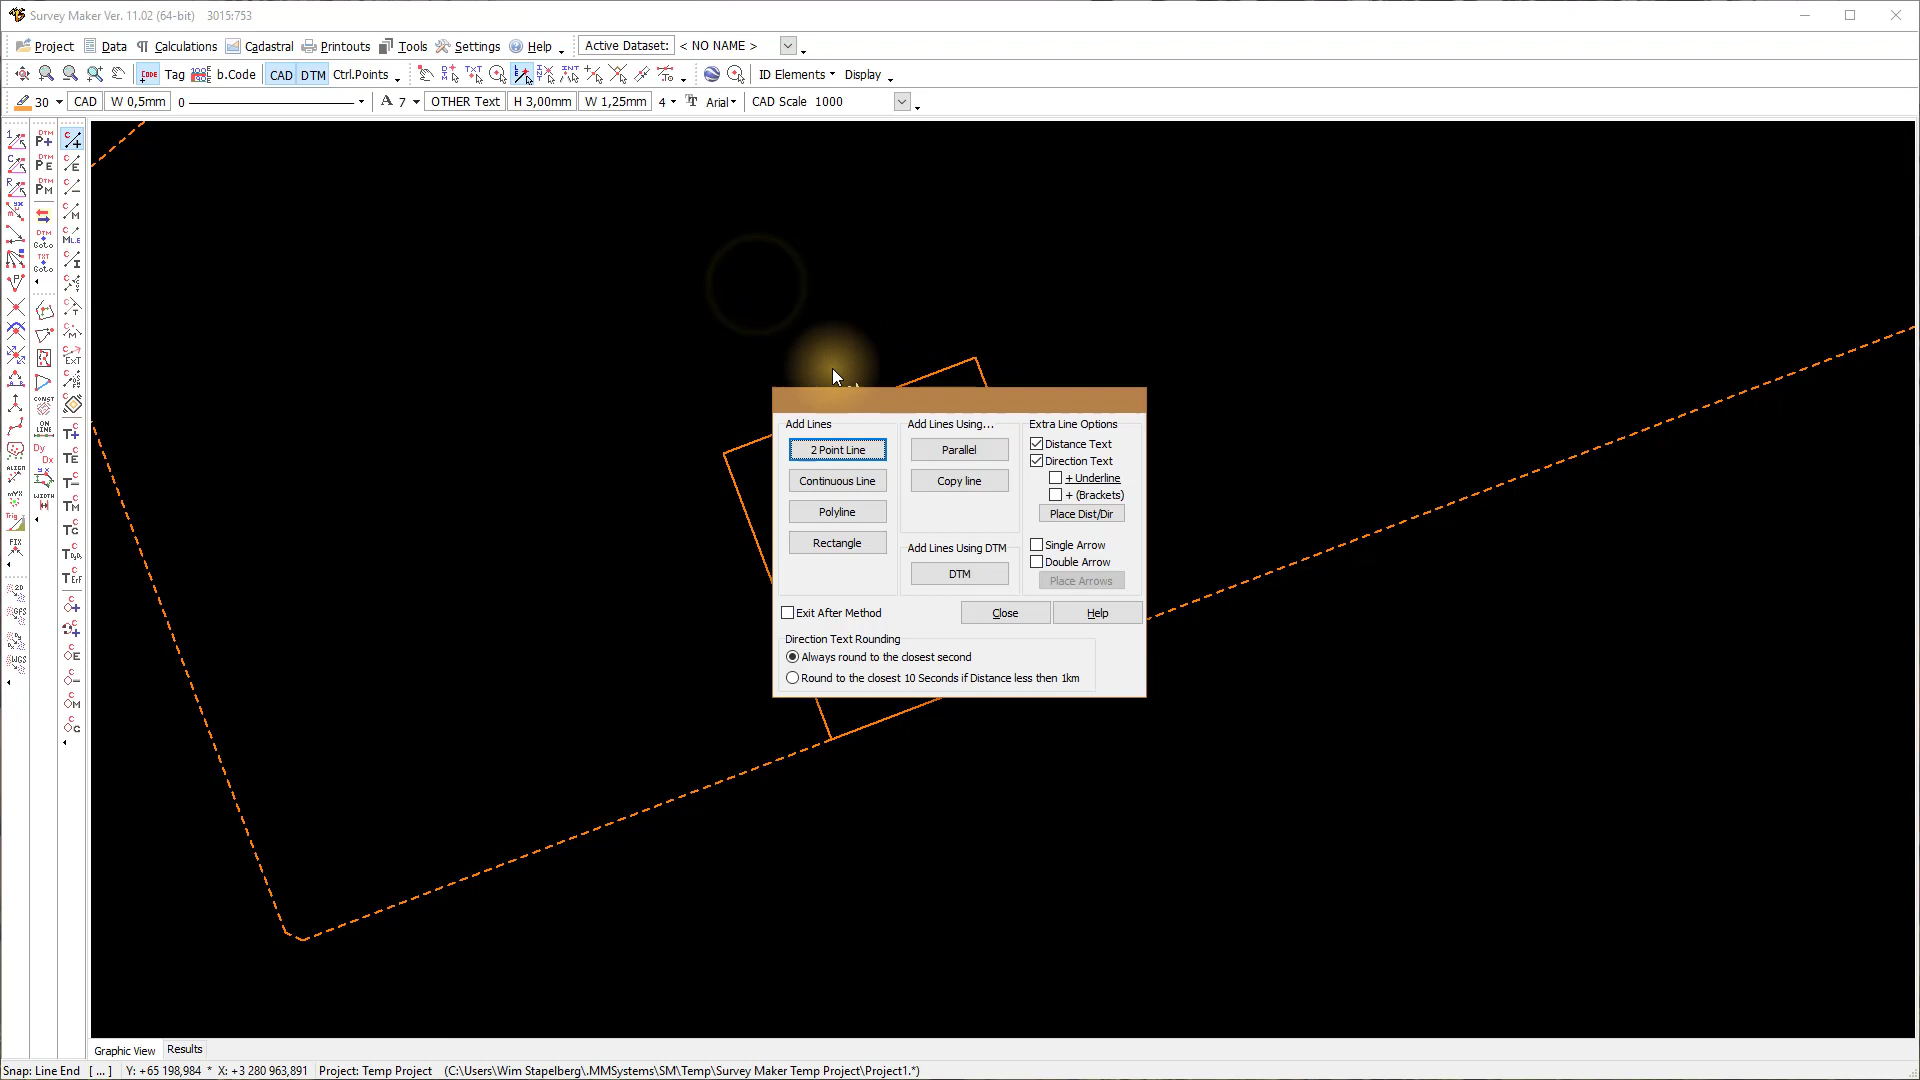 Survey Maker Ver. 11.02 (64-bit) 3015:753
Project Data Calculations Cadastral Printouts Tools Settings Help Active Dataset: < NO NAME >
CODE Tag b.Code CAD DTM Ctrl.Points ID Elements Display
30 CAD W 0,5mm 0 A 7 OTHER Text H 3,00mm W 1,25mm 4 Arial CAD Scale 1000
Add Lines
2 Point Line
Continuous Line
Polyline
Rectangle
Add Lines Using...
Parallel
Copy line
Add Lines Using DTM
DTM
Extra Line Options
Distance Text
Direction Text
+ Underline
+ (Brackets)
Place Dist/Dir
Single Arrow
Double Arrow
Place Arrows
Exit After Method
Close
Help
Direction Text Rounding
Always round to the closest second
Round to the closest 10 Seconds if Distance less then 1km
Graphic View Results
Snap: Line End [ ... ] Y: +65 198,984 * X: +3 280 963,891 Project: Temp Project (C:\Users\Wim Stapelberg\.MMSystems\SM\Temp\Survey Maker Temp Project\Project1.*)